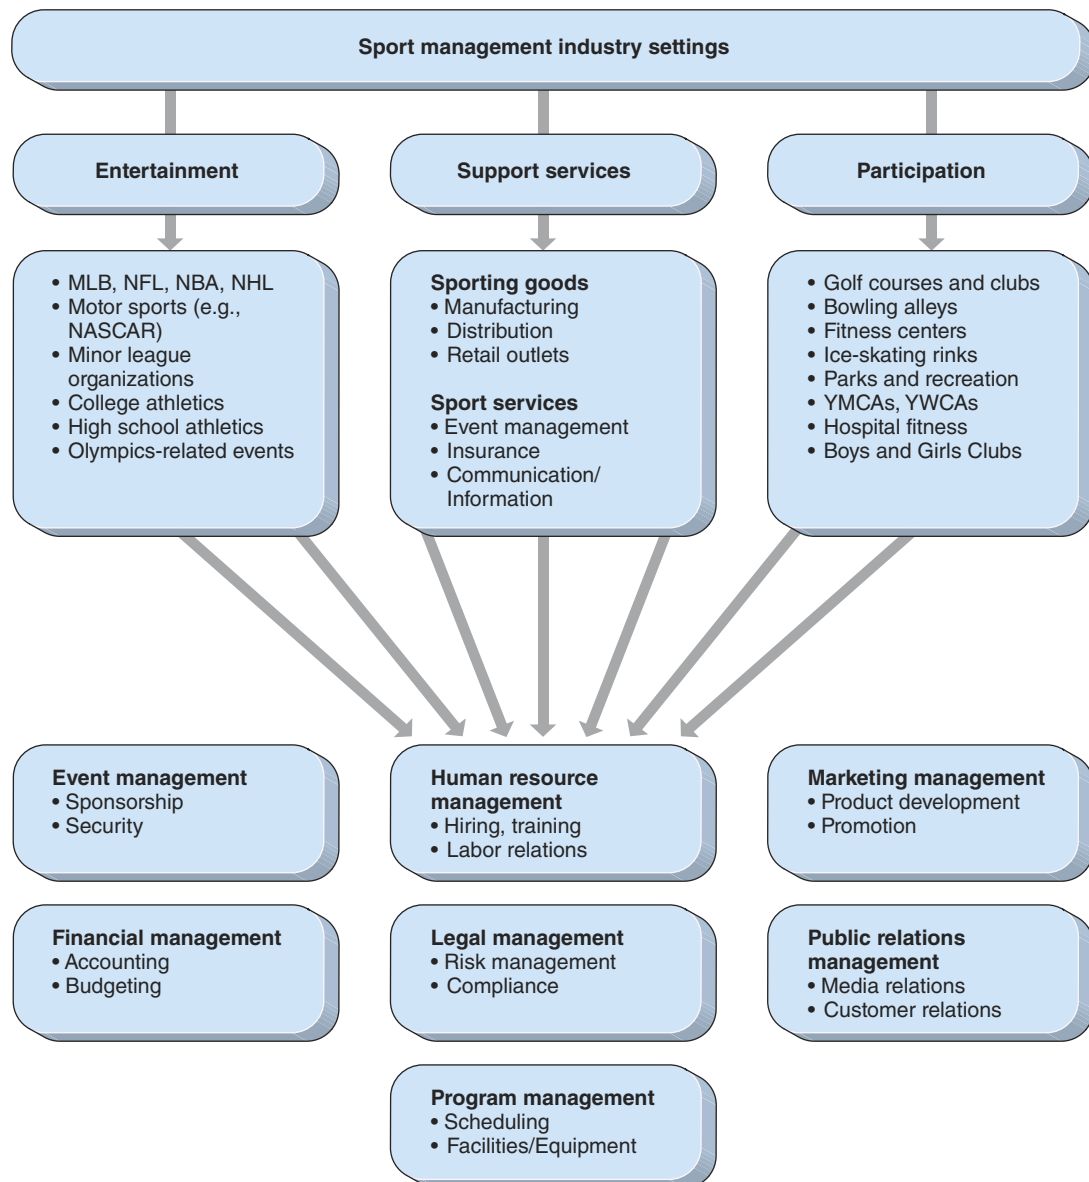 Sport management industry settings
Entertainment
Support services
Participation
• MLB, NFL, NBA, NHL
• Motor sports (e.g.,
NASCAR)
• Minor league
organizations
• College athletics
• High school athletics
• Olympics-related events
Sporting goods
• Manufacturing
• Distribution
• Retail outlets
Sport services
• Event management
• Insurance
• Communication/
Information
• Golf courses and clubs
• Bowling alleys
• Fitness centers
• Ice-skating rinks
• Parks and recreation
• YMCAs, YWCAs
• Hospital fitness
• Boys and Girls Clubs
Event management
• Sponsorship
• Security
Human resource
management
• Hiring, training
• Labor relations
Marketing management
• Product development
• Promotion
Financial management
• Accounting
• Budgeting
Legal management
• Risk management
• Compliance
Public relations
management
• Media relations
• Customer relations
Program management
• Scheduling
• Facilities/Equipment